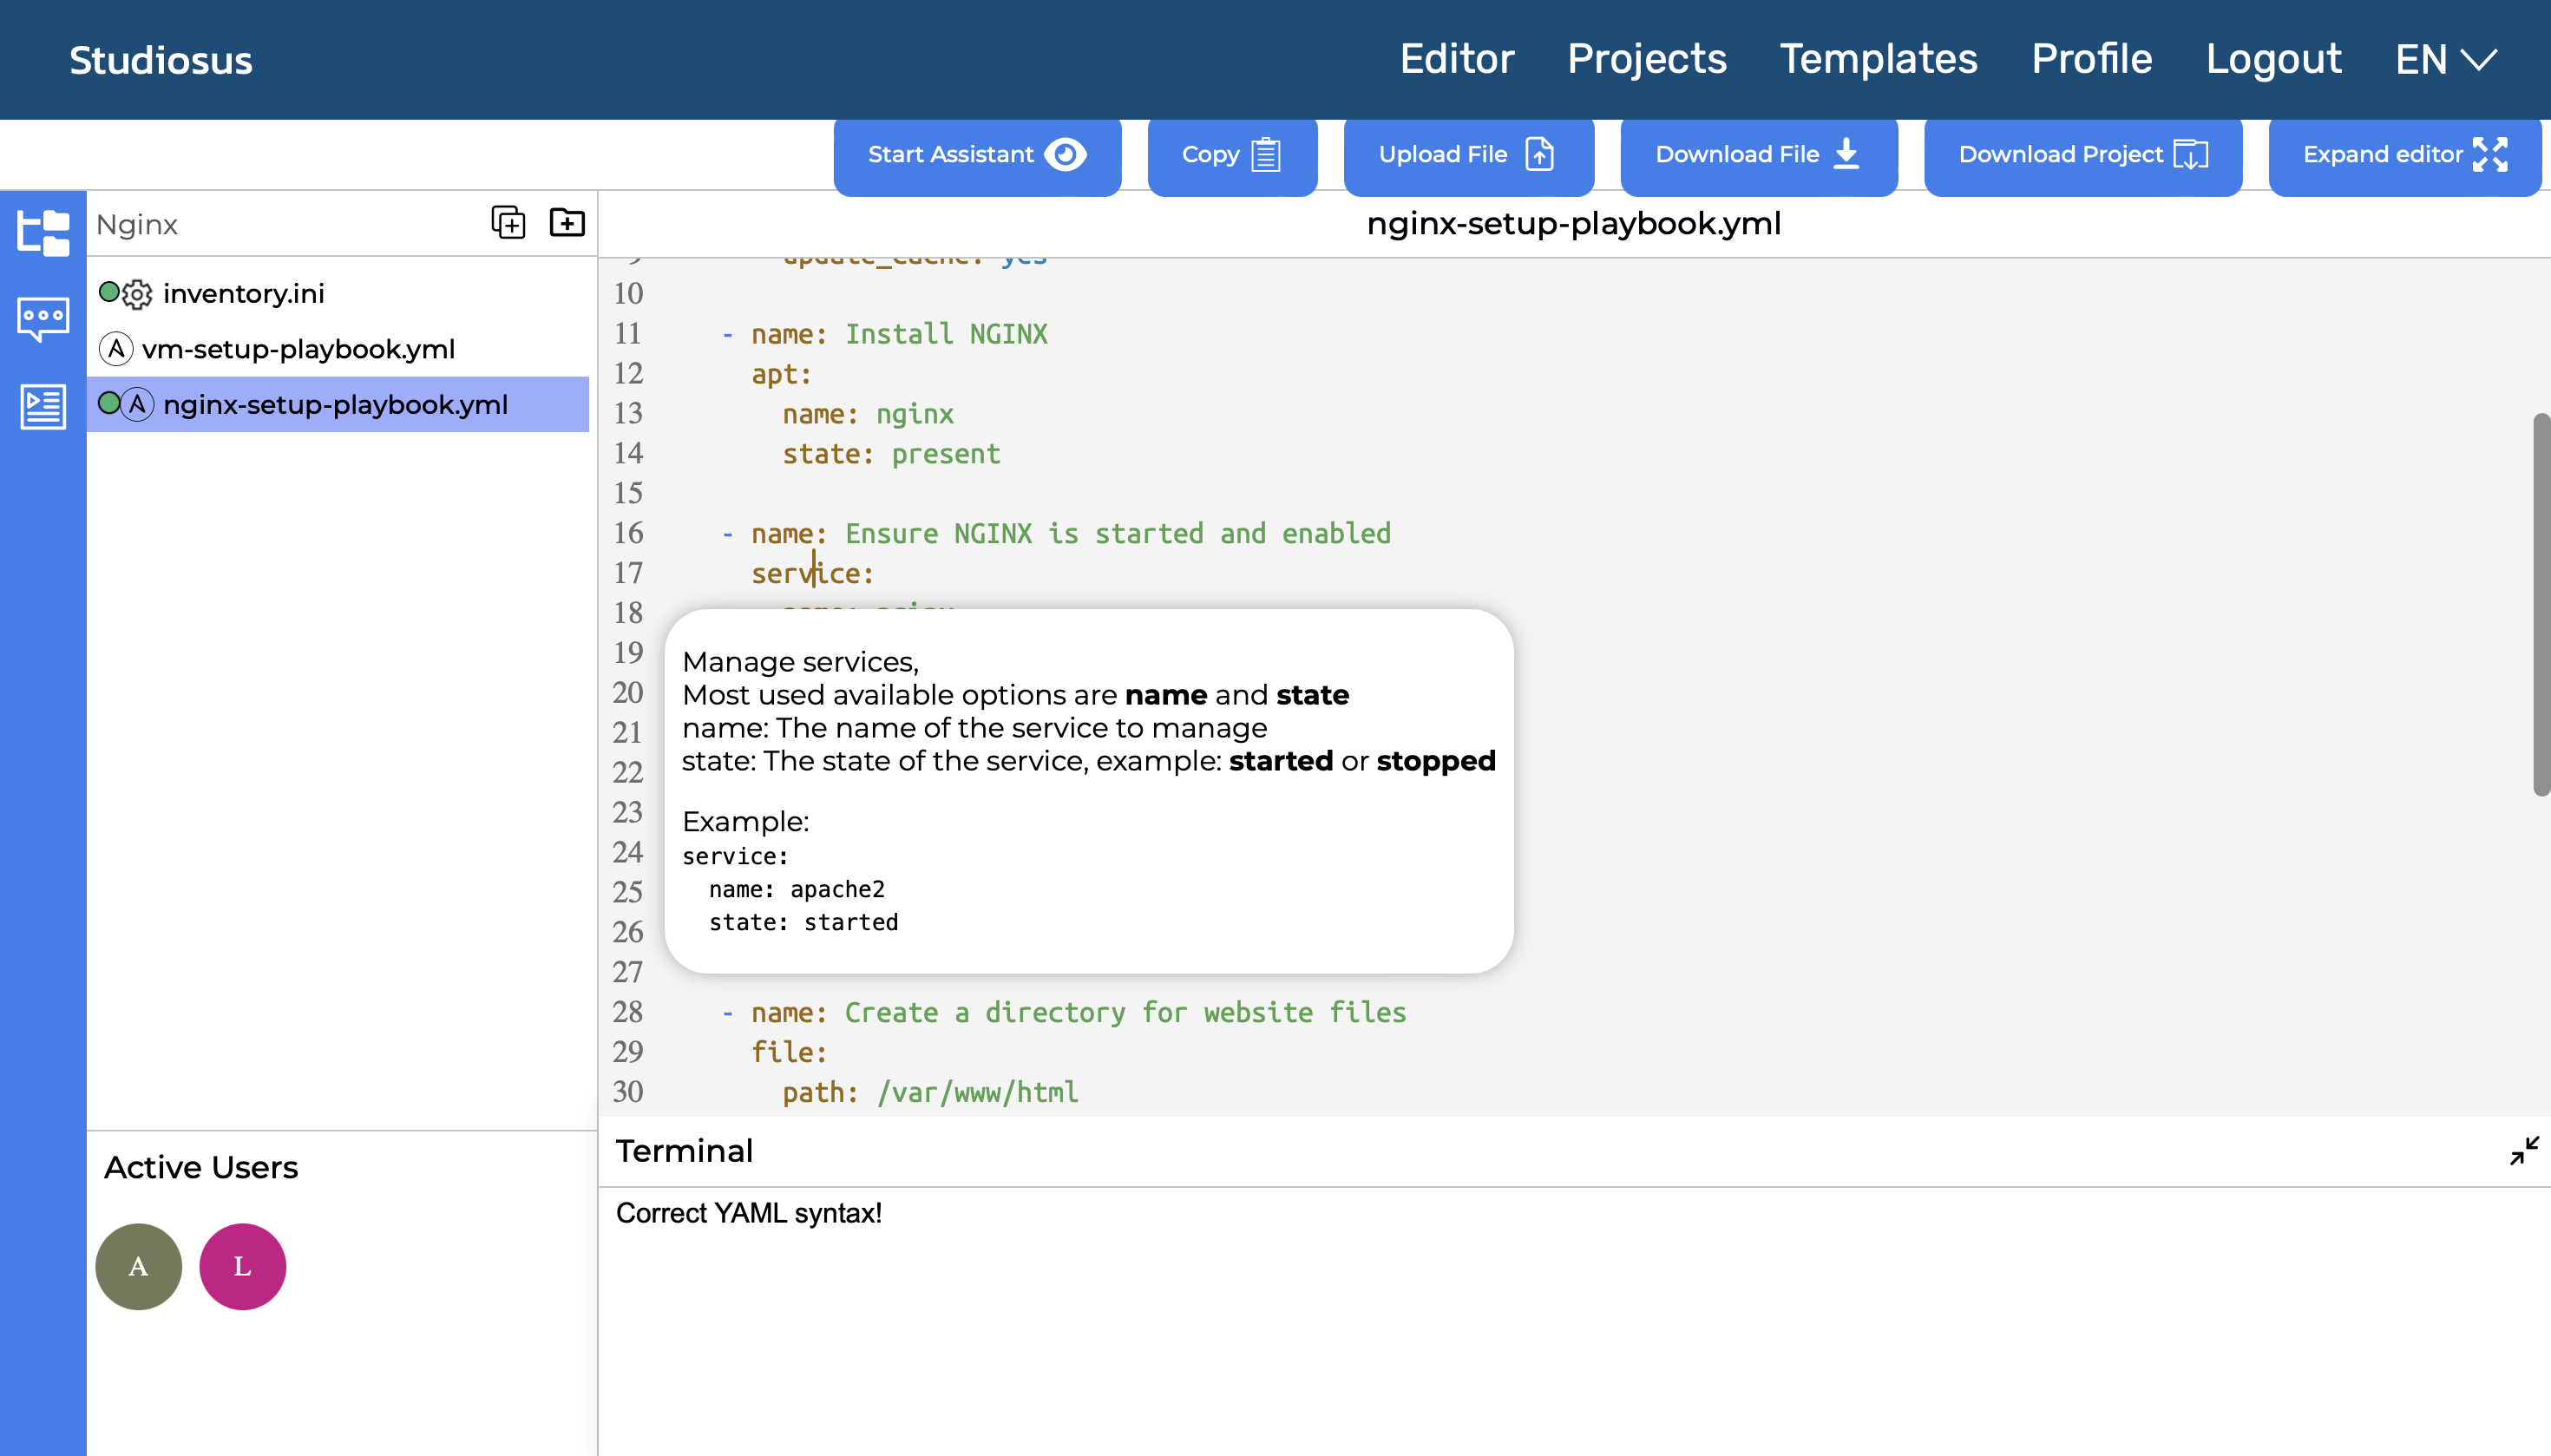 Studiosus
Editor Projects Templates Profile Logout EN
Start Assistant Copy Upload File Download File Download Project Expand editor
Nginx
nginx-setup-playbook.yml
inventory.ini
vm-setup-playbook.yml
nginx-setup-playbook.yml
9 update_cache: yes
10
11 - name: Install NGINX
12 apt:
13 name: nginx
14 state: present
15
16 - name: Ensure NGINX is started and enabled
17 service:
18 name: nginx
19
20
21
22
23
24
25
26
27
Manage services,
Most used available options are name and state
name: The name of the service to manage
state: The state of the service, example: started or stopped
Example:
service:
name: apache2
state: started
28 - name: Create a directory for website files
29 file:
30 path: /var/www/html
Active Users
A L
Terminal
Correct YAML syntax!